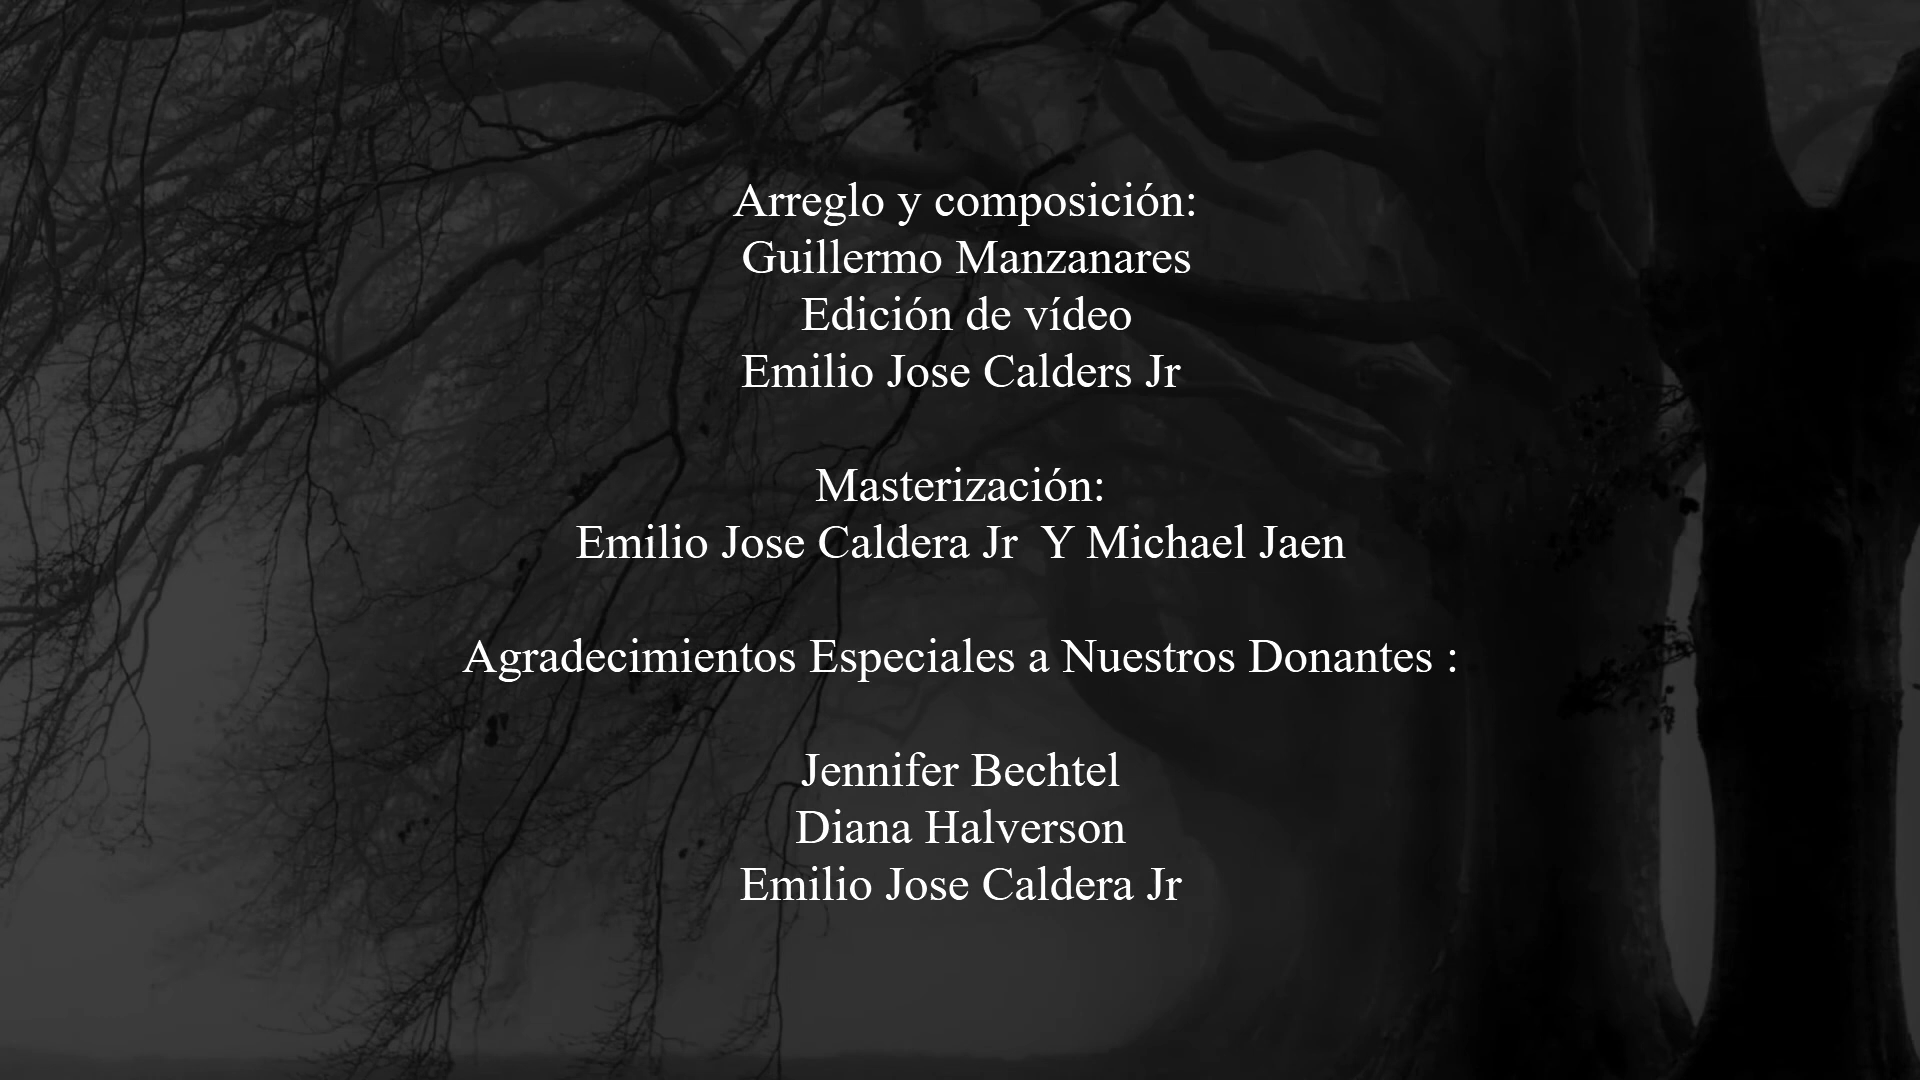 Arreglo y composición:
Guillermo Manzanares
Edición de vídeo
Emilio Jose Calders Jr
Masterización:
Emilio Jose Caldera Jr  Y Michael Jaen
Agradecimientos Especiales a Nuestros Donantes :
Jennifer Bechtel
Diana Halverson
Emilio Jose Caldera Jr